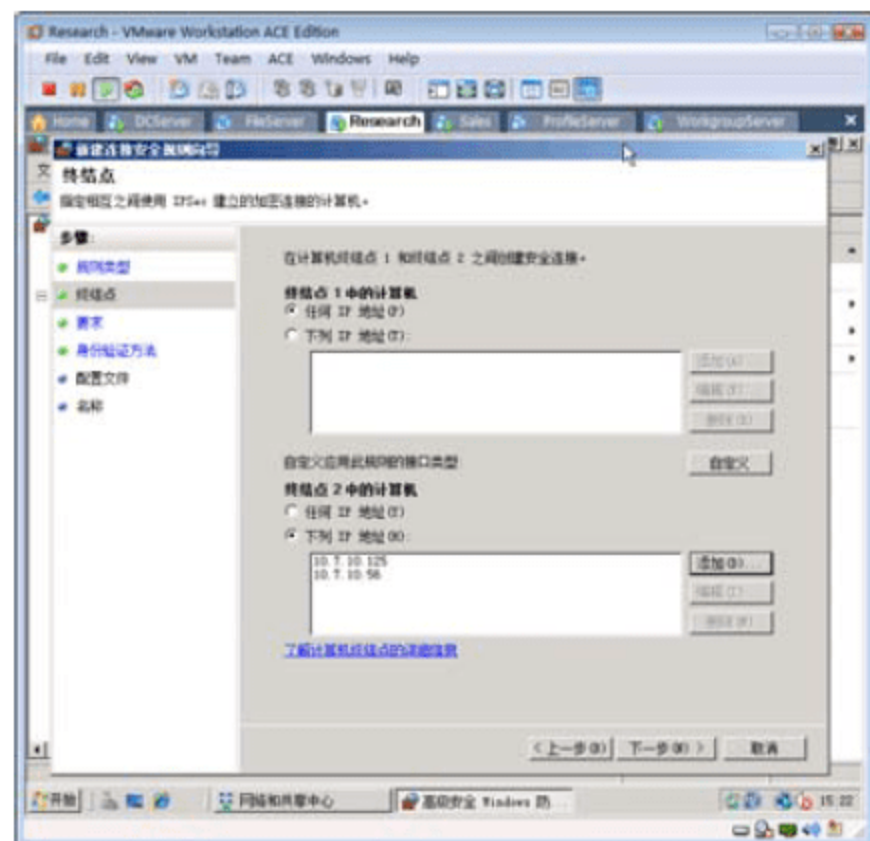 Research - VMware Workstation ACE Edition
File Edit View VM Team ACE Windows Help
Home DCServer FileServer Research Sales ProfileServer WorkgroupServer
新建连接安全规则向导
终结点
指定相互之间使用 IPSec 建立的加密连接的计算机。
步骤:
规则类型
终结点
要求
身份验证方法
配置文件
名称
在计算机终结点 1 和终结点 2 之间创建安全连接。
终结点 1 中的计算机
任何 IP 地址(P)
下列 IP 地址(T):
添加(A)...
编辑(E)...
删除(R)
自定义应用此规则的接口类型
自定义
终结点 2 中的计算机
任何 IP 地址
下列 IP 地址
10.7.10.125
10.7.10.56
添加(D)...
编辑(I)...
删除
了解计算机终结点的详细信息
< 上一步(B)
下一步(N) >
取消
开始
网络和共享中心
高级安全 Windows 防...
15:22